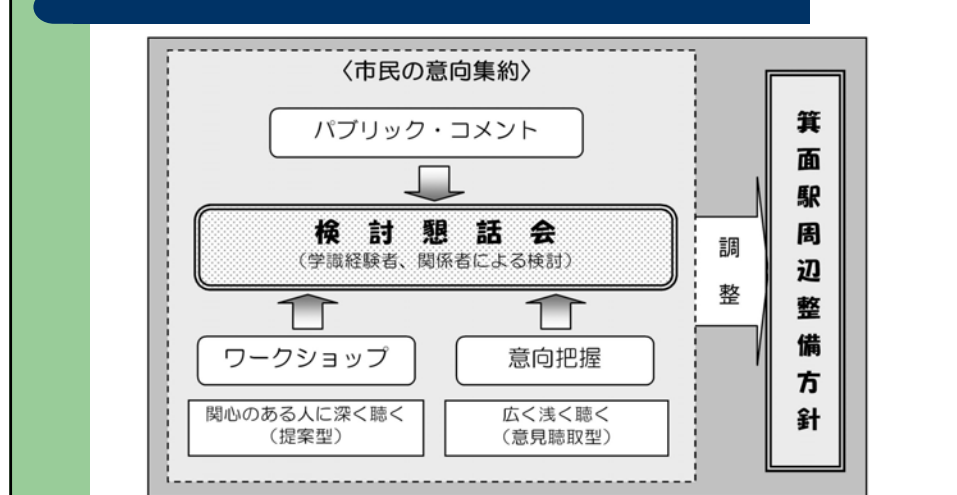 〈市民の意向集約〉
パブリック・コメント
検討懇話会
（学識経験者、関係者による検討）
ワークショップ
意向把握
関心のある人に深く聴く
（提案型）
広く浅く聴く
（意見聴取型）
調整
箕面駅周辺整備方針